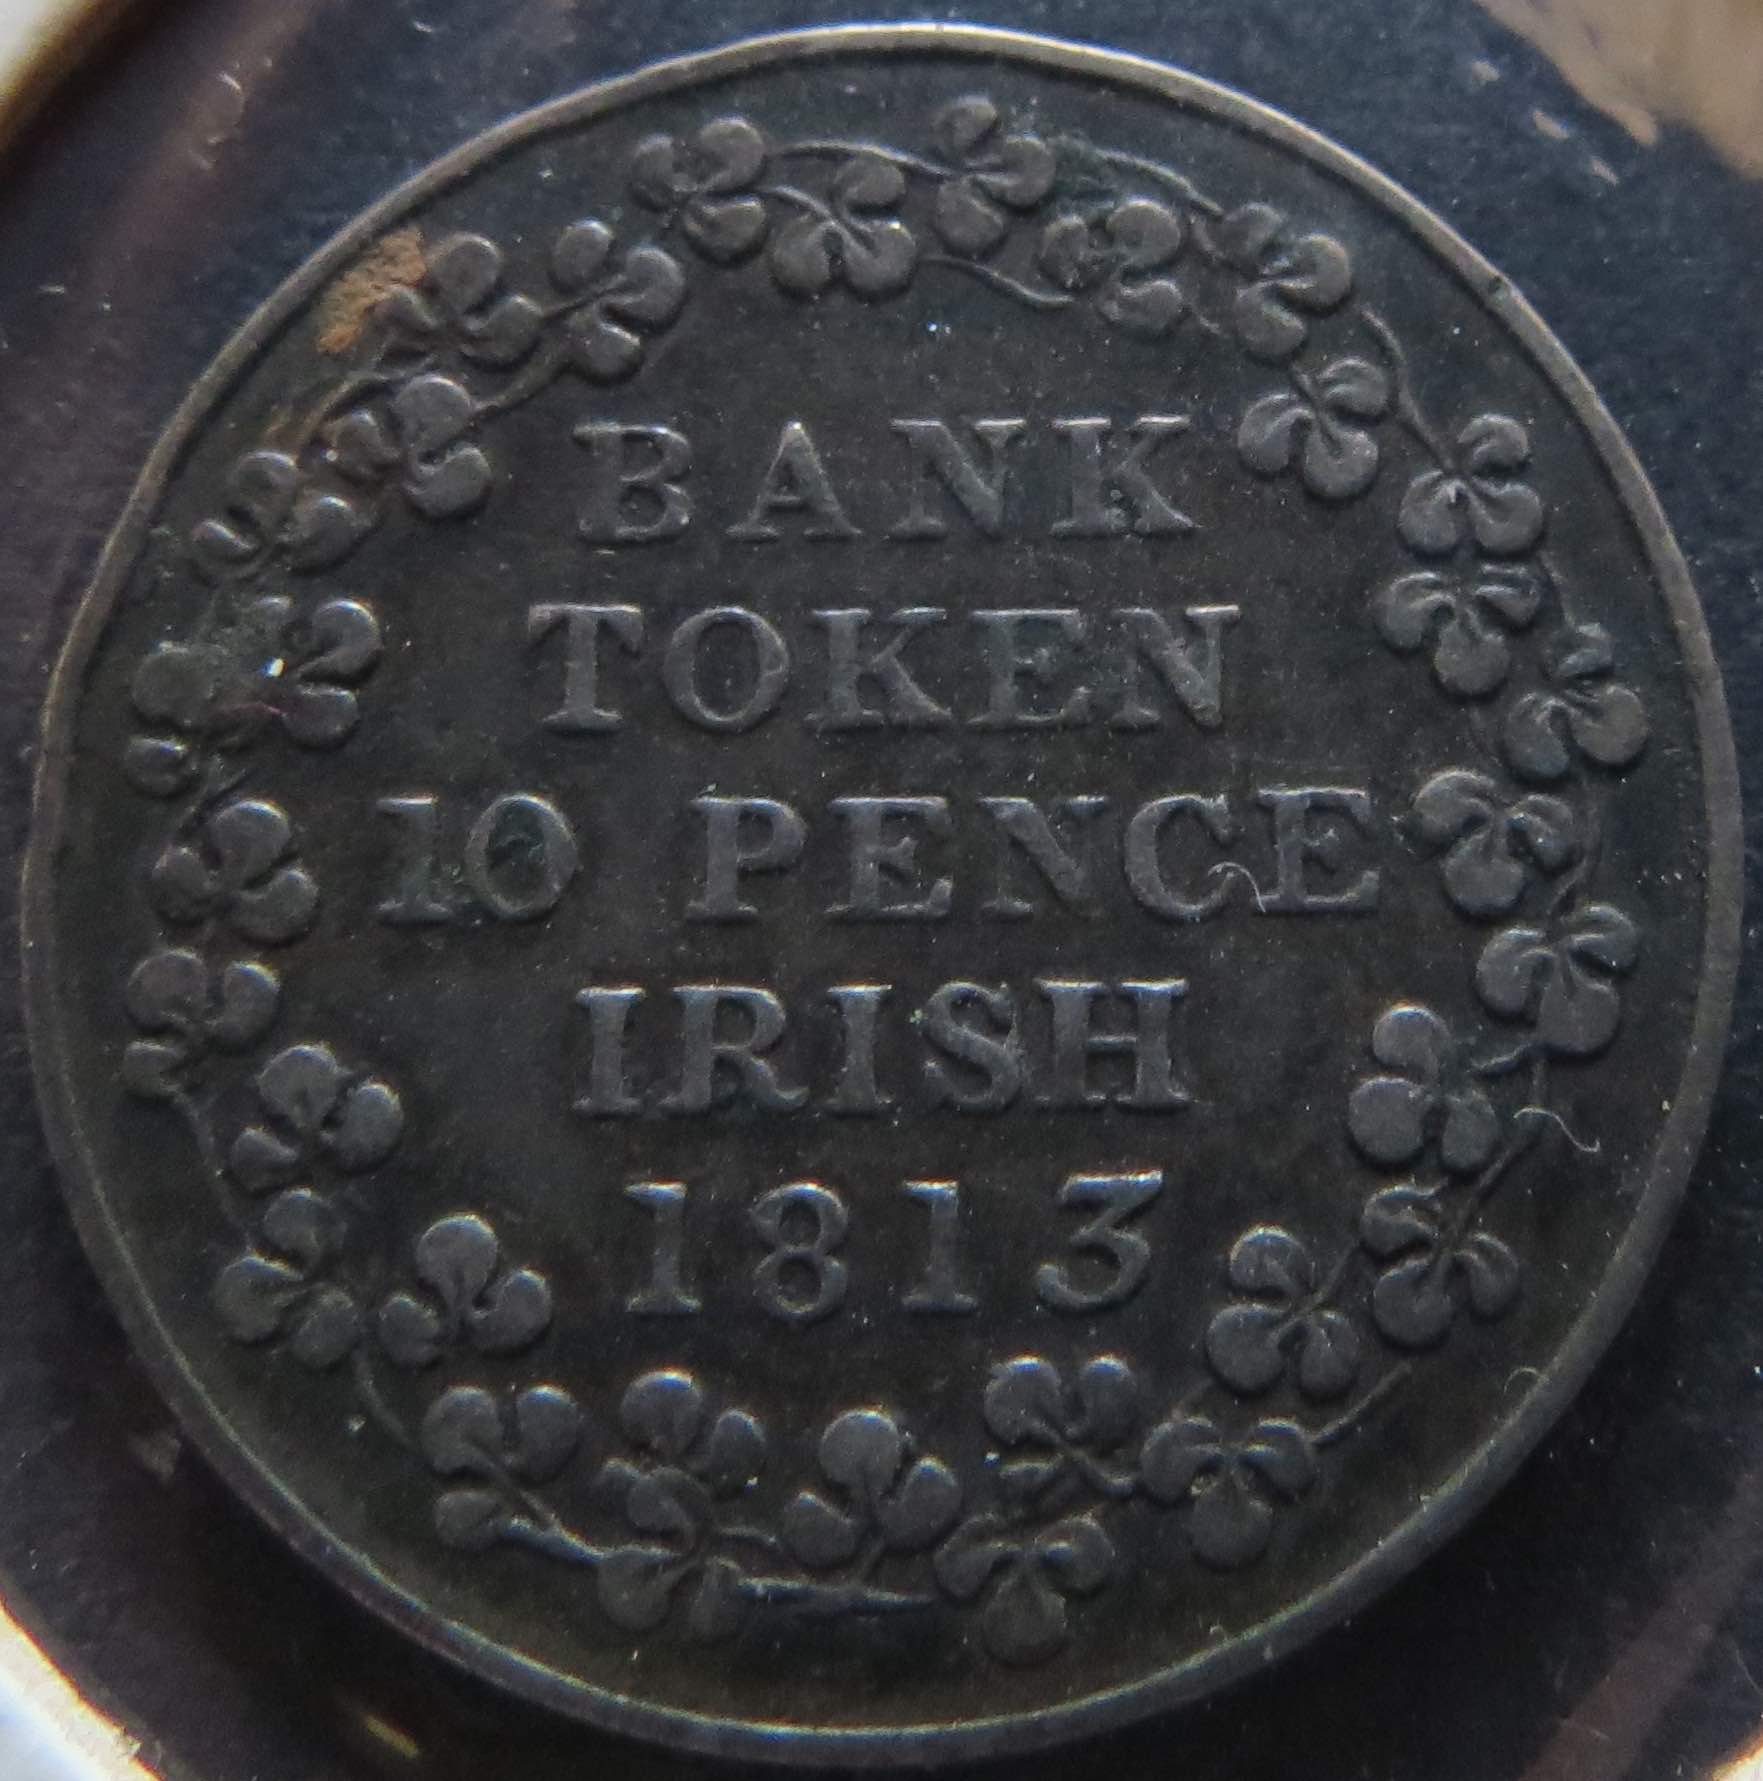 BANK
TOKEN
10 PENCE
IRISH
1813